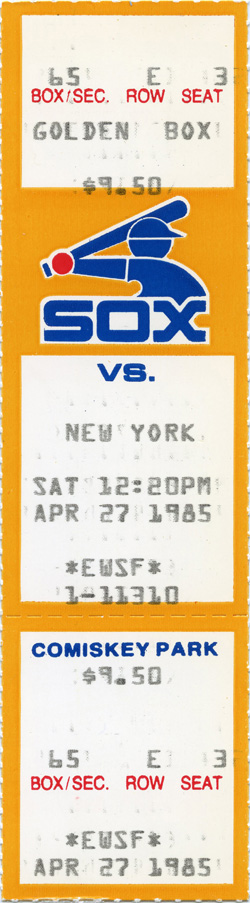 65 E 3
BOX/SEC. ROW SEAT
GOLDEN BOX
$9.50
SOX
VS.
NEW YORK
SAT 12:20PM
APR 27 1985
*EWSF*
1-11310
COMISKEY PARK
$9.50
65 E 3
BOX/SEC. ROW SEAT
*EWSF*
APR 27 1985